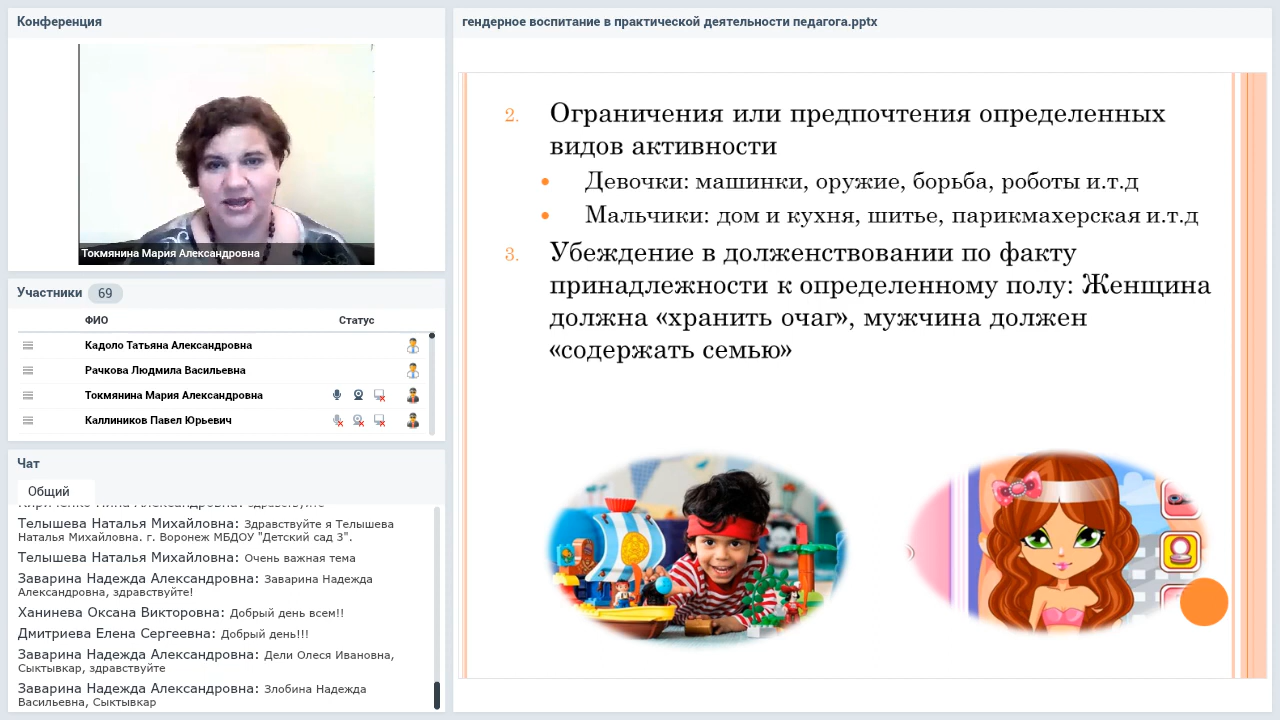 Конференция
Токмянина Мария Александровна
Участники 69
ФИО Статус
Кадоло Татьяна Александровна
Рачкова Людмила Васильевна
Токмянина Мария Александровна
Каллиников Павел Юрьевич
Чат
Общий
Телышева Наталья Михайловна: Здравствуйте я Телышева
Наталья Михайловна. г. Воронеж МБДОУ "Детский сад 3".
Телышева Наталья Михайловна: Очень важная тема
Заварина Надежда Александровна: Заварина Надежда
Александровна, здравствуйте!
Ханинева Оксана Викторовна: Добрый день всем!!
Дмитриева Елена Сергеевна: Добрый день!!!
Заварина Надежда Александровна: Дели Олеся Ивановна,
Сыктывкар, здравствуйте
Заварина Надежда Александровна: Злобина Надежда
Васильевна, Сыктывкар
гендерное воспитание в практической деятельности педагога.pptx
2. Ограничения или предпочтения определенных
видов активности
• Девочки: машинки, оружие, борьба, роботы и.т.д
• Мальчики: дом и кухня, шитье, парикмахерская и.т.д
3. Убеждение в долженствовании по факту
принадлежности к определенному полу: Женщина
должна «хранить очаг», мужчина должен
«содержать семью»